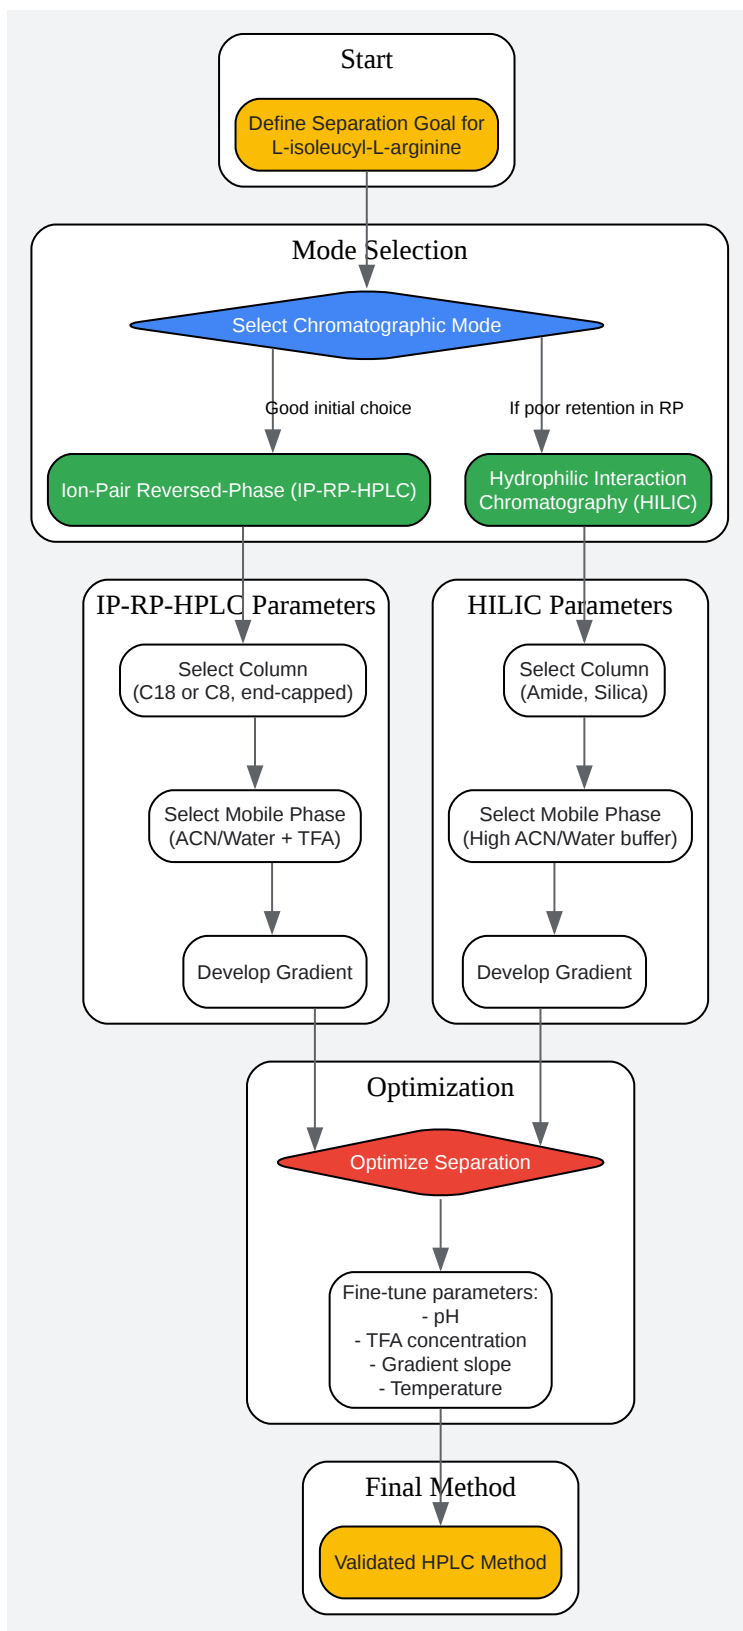 Start
Define Separation Goal for
L-isoleucyl-L-arginine
Mode Selection
Select Chromatographic Mode
Good initial choice
If poor retention in RP
Ion-Pair Reversed-Phase (IP-RP-HPLC)
Hydrophilic Interaction
Chromatography (HILIC)
IP-RP-HPLC Parameters
Select Column
(C18 or C8, end-capped)
Select Mobile Phase
(ACN/Water + TFA)
Develop Gradient
HILIC Parameters
Select Column
(Amide, Silica)
Select Mobile Phase
(High ACN/Water buffer)
Develop Gradient
Optimization
Optimize Separation
Fine-tune parameters:
- pH
- TFA concentration
- Gradient slope
- Temperature
Final Method
Validated HPLC Method